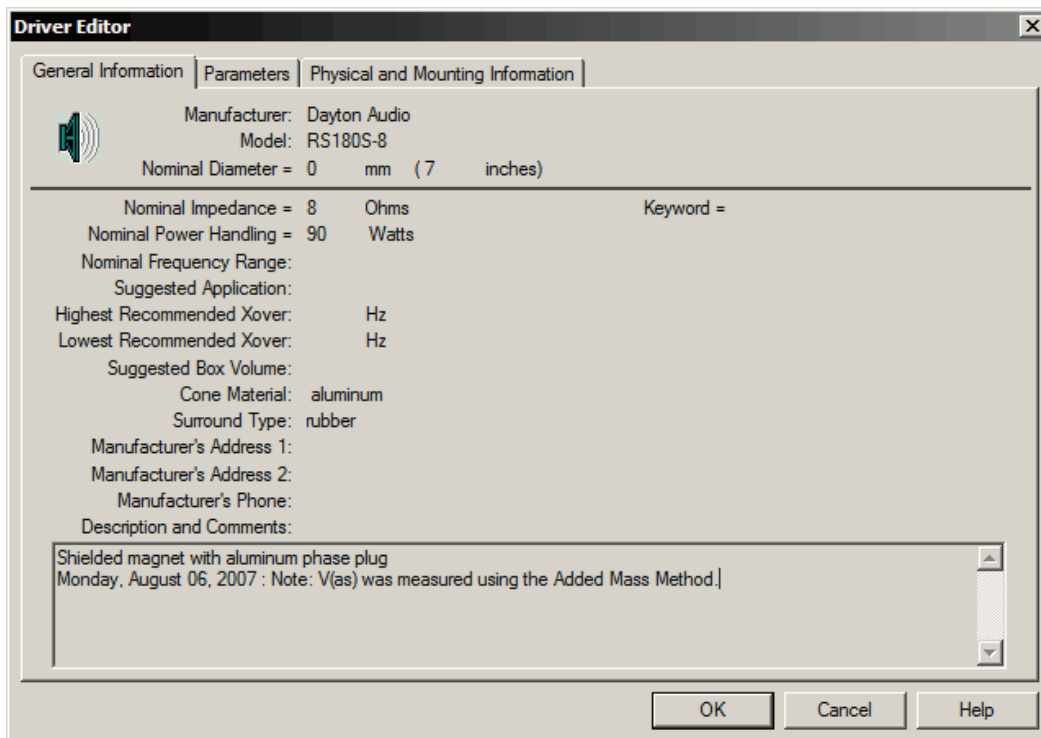 Driver Editor
General Information Parameters Physical and Mounting Information
Manufacturer: Dayton Audio
Model: RS180S-8
Nominal Diameter = 0 mm ( 7 inches)
Nominal Impedance = 8 Ohms Keyword =
Nominal Power Handling = 90 Watts
Nominal Frequency Range:
Suggested Application:
Highest Recommended Xover: Hz
Lowest Recommended Xover: Hz
Suggested Box Volume:
Cone Material: aluminum
Surround Type: rubber
Manufacturer's Address 1:
Manufacturer's Address 2:
Manufacturer's Phone:
Description and Comments:
Shielded magnet with aluminum phase plug
Monday, August 06, 2007 : Note: V(as) was measured using the Added Mass Method.
OK Cancel Help